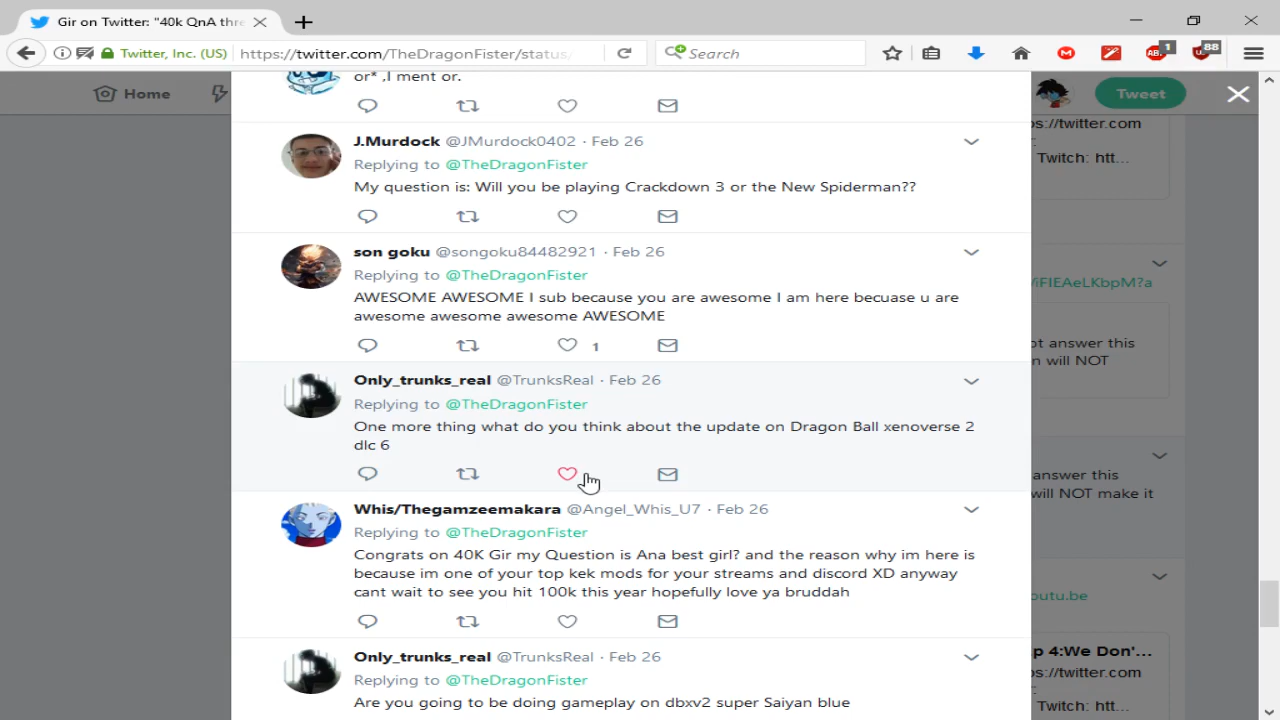 Gir on Twitter: "40k QnA thre
Twitter, Inc. (US)
https://twitter.com/TheDragonFister/status/
Search
1
88
Home
Tweet
or* ,I ment or.
J.Murdock @JMurdock0402 · Feb 26
Replying to @TheDragonFister
My question is: Will you be playing Crackdown 3 or the New Spiderman??
son goku @songoku84482921 · Feb 26
Replying to @TheDragonFister
AWESOME AWESOME I sub because you are awesome I am here becuase u are
awesome awesome awesome AWESOME
1
Only_trunks_real @TrunksReal · Feb 26
Replying to @TheDragonFister
One more thing what do you think about the update on Dragon Ball xenoverse 2
dlc 6
Whis/Thegamzeemakara @Angel_Whis_U7 · Feb 26
Replying to @TheDragonFister
Congrats on 40K Gir my Question is Ana best girl? and the reason why im here is
because im one of your top kek mods for your streams and discord XD anyway
cant wait to see you hit 100k this year hopefully love ya bruddah
Only_trunks_real @TrunksReal · Feb 26
Replying to @TheDragonFister
Are you going to be doing gameplay on dbxv2 super Saiyan blue
s://twitter.com
Twitch: htt...
/iFIEAeLKbpM?a
ot answer this
n will NOT
answer this
will NOT make it
outu.be
p 4:We Don'...
s://twitter.com
Twitch: htt...